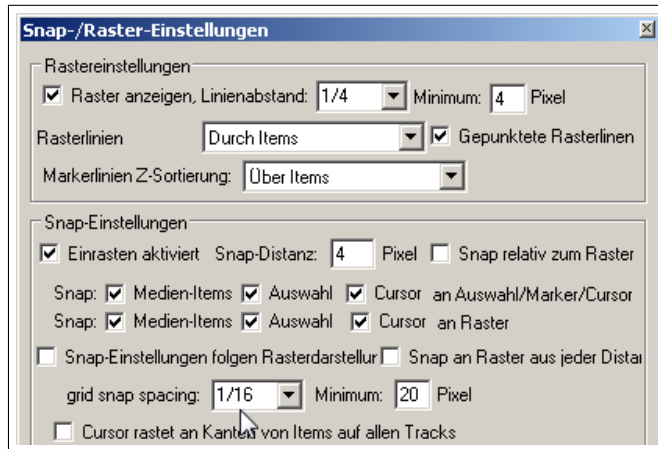 Snap-/Raster-Einstellungen
Rastereinstellungen
Raster anzeigen, Linienabstand: 1/4 Minimum: 4 Pixel
Rasterlinien Durch Items Gepunktete Rasterlinen
Markerlinien Z-Sortierung: Über Items
Snap-Einstellungen
Einrasten aktiviert Snap-Distanz: 4 Pixel Snap relativ zum Raster
Snap: Medien-Items Auswahl Cursor an Auswahl/Marker/Cursor
Snap: Medien-Items Auswahl Cursor an Raster
Snap-Einstellungen folgen Rasterdarstellur Snap an Raster aus jeder Distai
grid snap spacing: 1/16 Minimum: 20 Pixel
Cursor rastet an Kanten von Items auf allen Tracks